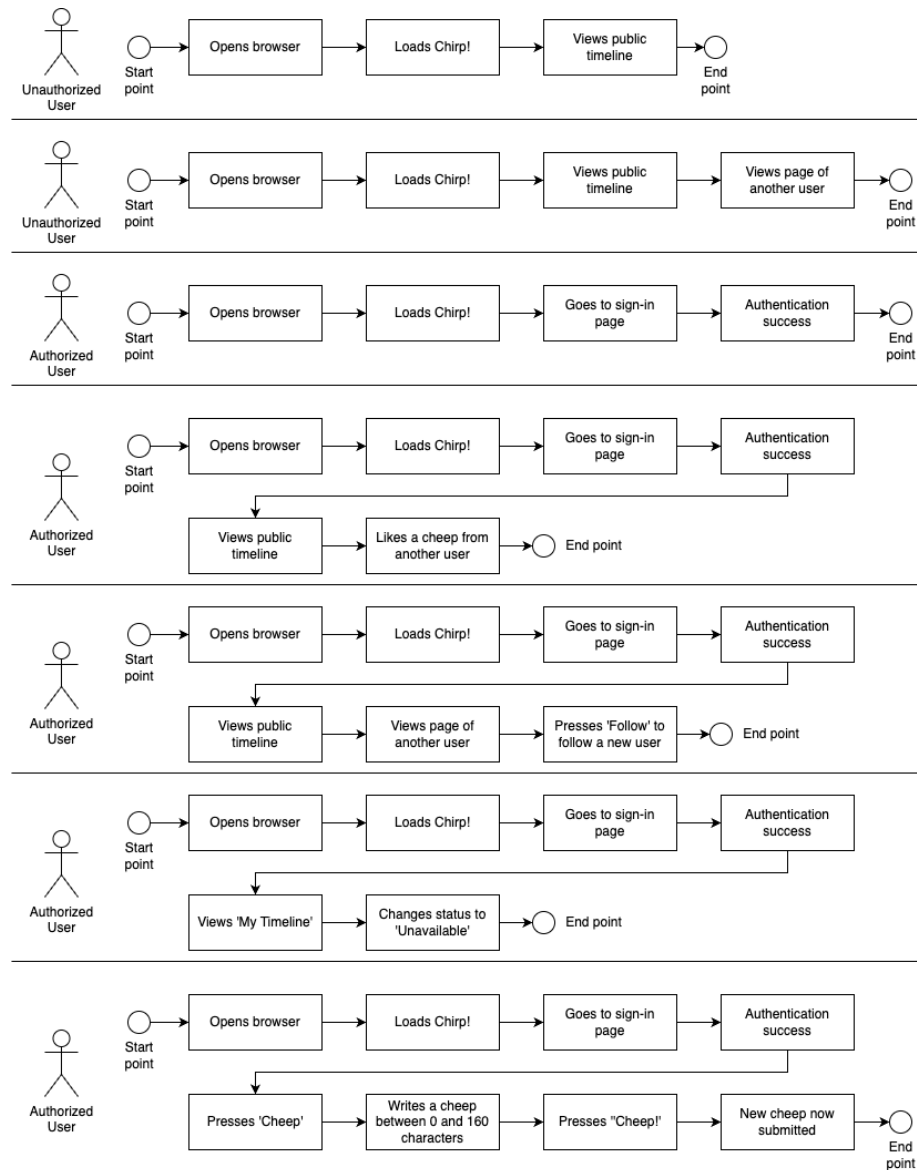 Unauthorized
User
Start
point
Opens browser
Loads Chirp!
Views public
timeline
End
point
Unauthorized
User
Start
point
Opens browser
Loads Chirp!
Views public
timeline
Views page of
another user
End
point
Authorized
User
Start
point
Opens browser
Loads Chirp!
Goes to sign-in
page
Authentication
success
End
point
Authorized
User
Start
point
Opens browser
Loads Chirp!
Goes to sign-in
page
Authentication
success
Views public
timeline
Likes a cheep from
another user
End point
Authorized
User
Start
point
Opens browser
Loads Chirp!
Goes to sign-in
page
Authentication
success
Views public
timeline
Views page of
another user
Presses 'Follow' to
follow a new user
End point
Authorized
User
Start
point
Opens browser
Loads Chirp!
Goes to sign-in
page
Authentication
success
Views 'My Timeline'
Changes status to
'Unavailable'
End point
Authorized
User
Start
point
Opens browser
Loads Chirp!
Goes to sign-in
page
Authentication
success
Presses 'Cheep'
Writes a cheep
between 0 and 160
characters
Presses "Cheep!'
New cheep now
submitted
End
point